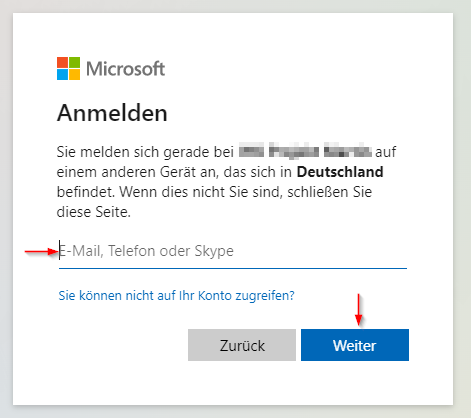 Microsoft
Anmelden
Sie melden sich gerade bei auf
einem anderen Gerät an, das sich in Deutschland
befindet. Wenn dies nicht Sie sind, schließen Sie
diese Seite.
E-Mail, Telefon oder Skype
Sie können nicht auf Ihr Konto zugreifen?
Zurück Weiter